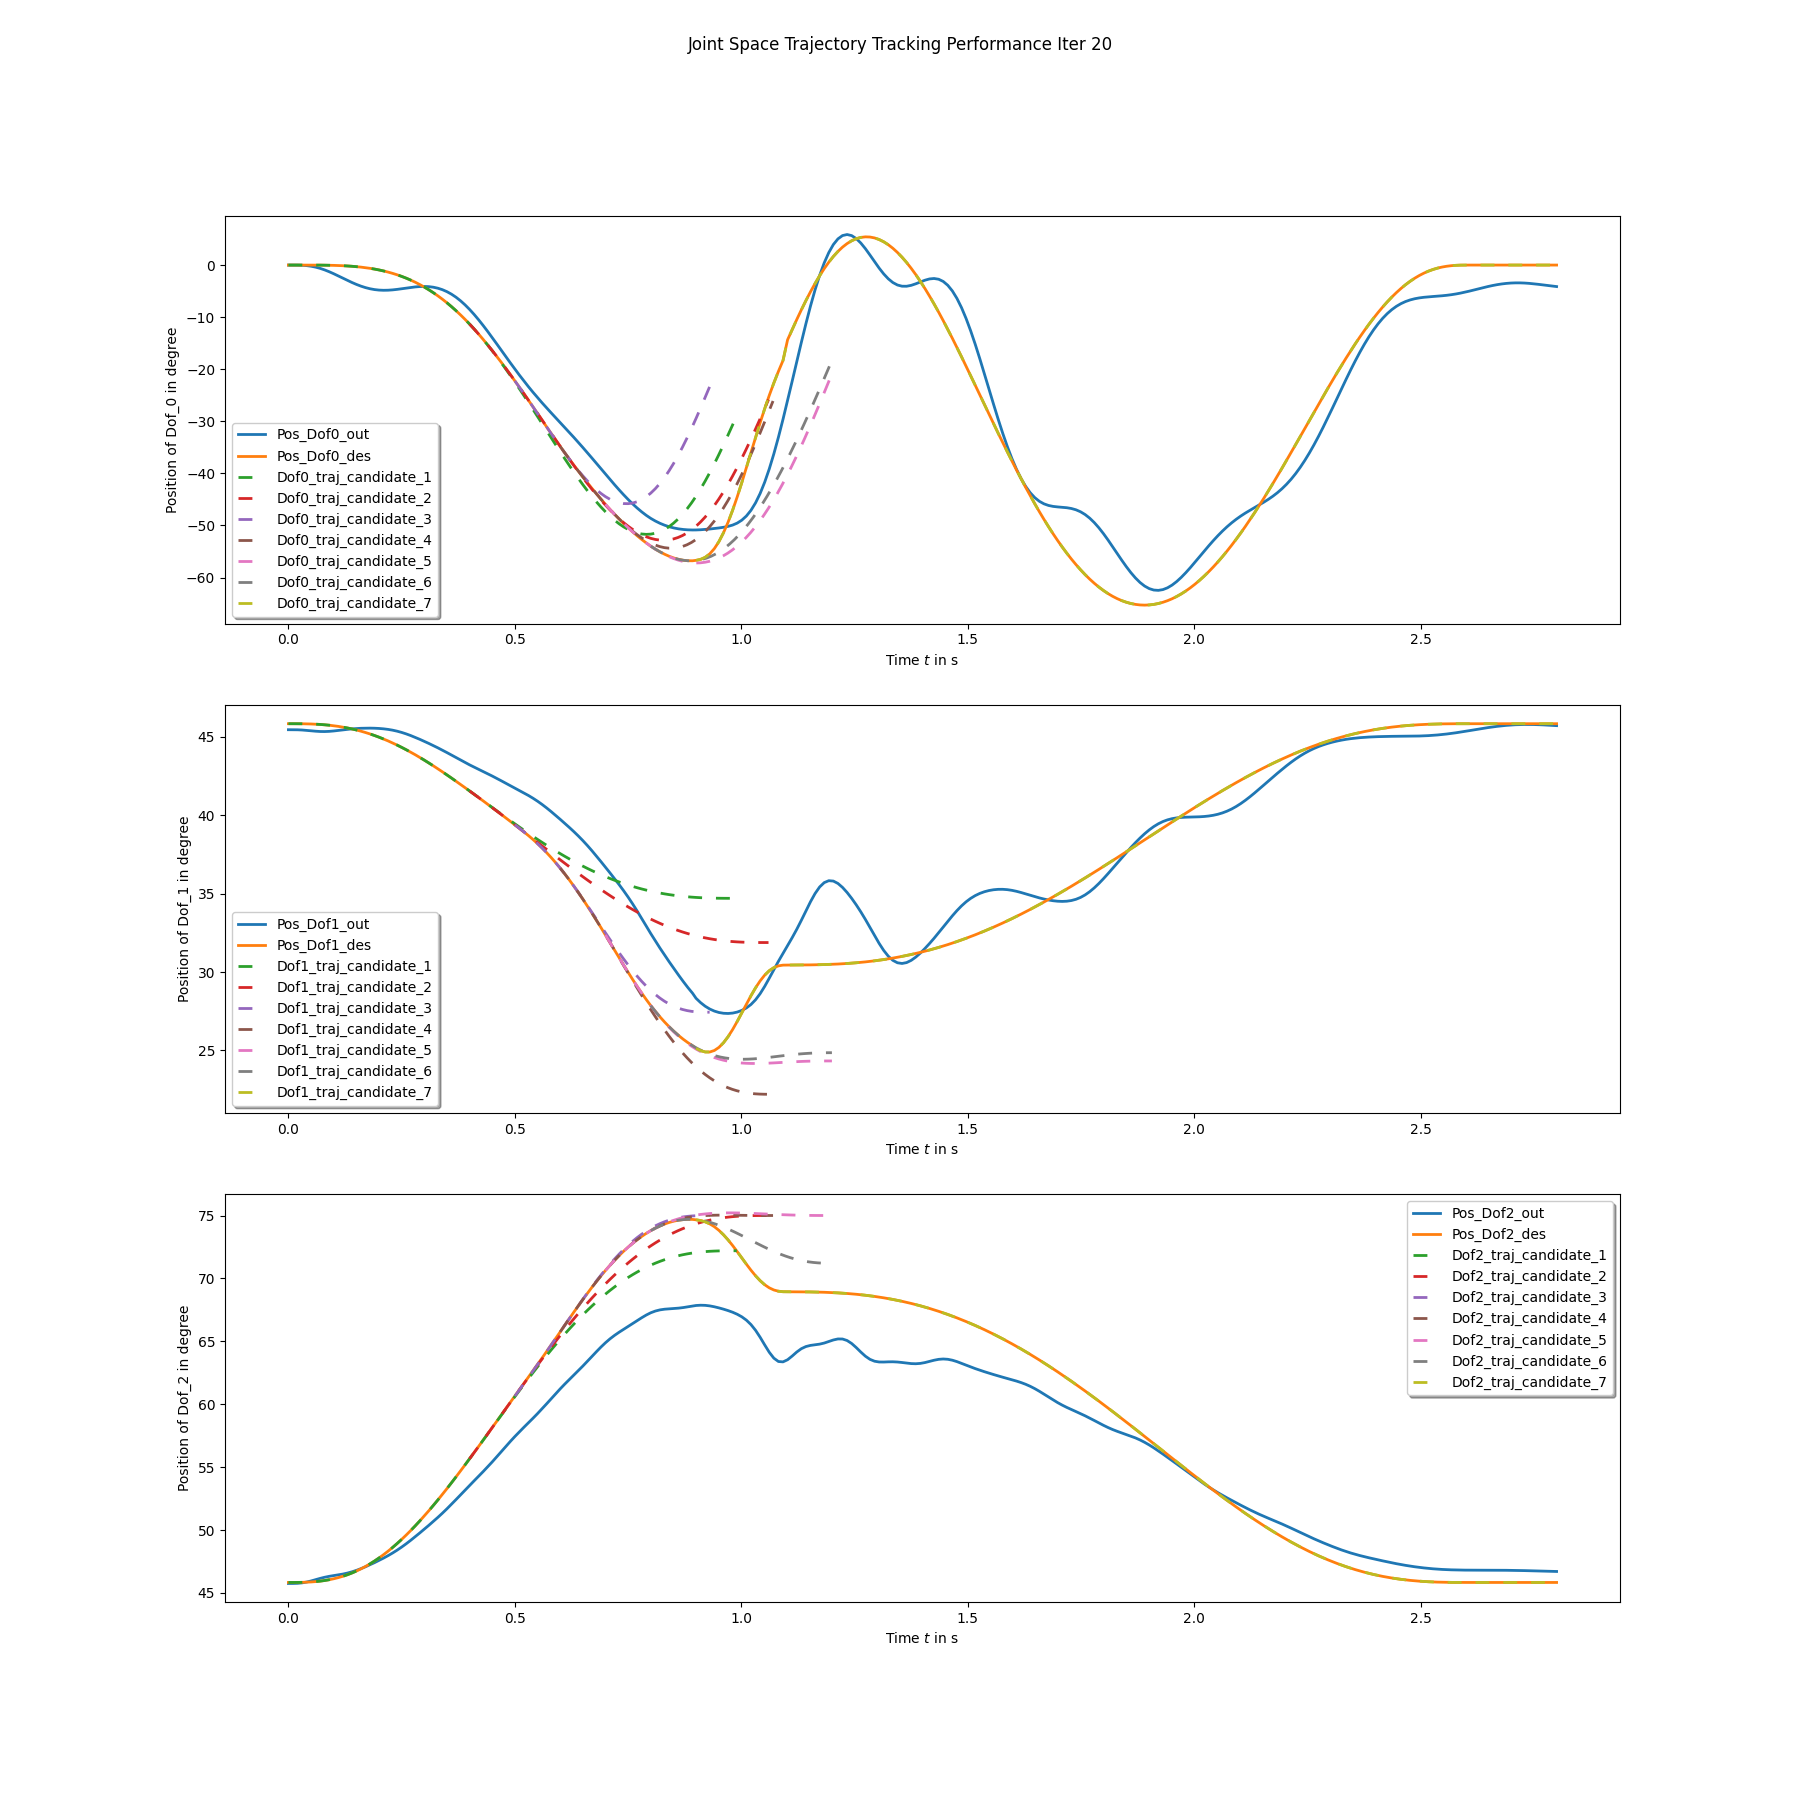 Joint Space Trajectory Tracking Performance Iter 20
Position of Dof_0 in degree
0
−10
−20
−30
−40
−50
−60
Pos_Dof0_out
Pos_Dof0_des
Dof0_traj_candidate_1
Dof0_traj_candidate_2
Dof0_traj_candidate_3
Dof0_traj_candidate_4
Dof0_traj_candidate_5
Dof0_traj_candidate_6
Dof0_traj_candidate_7
0.0 0.5 1.0 1.5 2.0 2.5
Time t in s
Position of Dof_1 in degree
45
40
35
30
25
Pos_Dof1_out
Pos_Dof1_des
Dof1_traj_candidate_1
Dof1_traj_candidate_2
Dof1_traj_candidate_3
Dof1_traj_candidate_4
Dof1_traj_candidate_5
Dof1_traj_candidate_6
Dof1_traj_candidate_7
0.0 0.5 1.0 1.5 2.0 2.5
Time t in s
Position of Dof_2 in degree
75
70
65
60
55
50
45
Pos_Dof2_out
Pos_Dof2_des
Dof2_traj_candidate_1
Dof2_traj_candidate_2
Dof2_traj_candidate_3
Dof2_traj_candidate_4
Dof2_traj_candidate_5
Dof2_traj_candidate_6
Dof2_traj_candidate_7
0.0 0.5 1.0 1.5 2.0 2.5
Time t in s